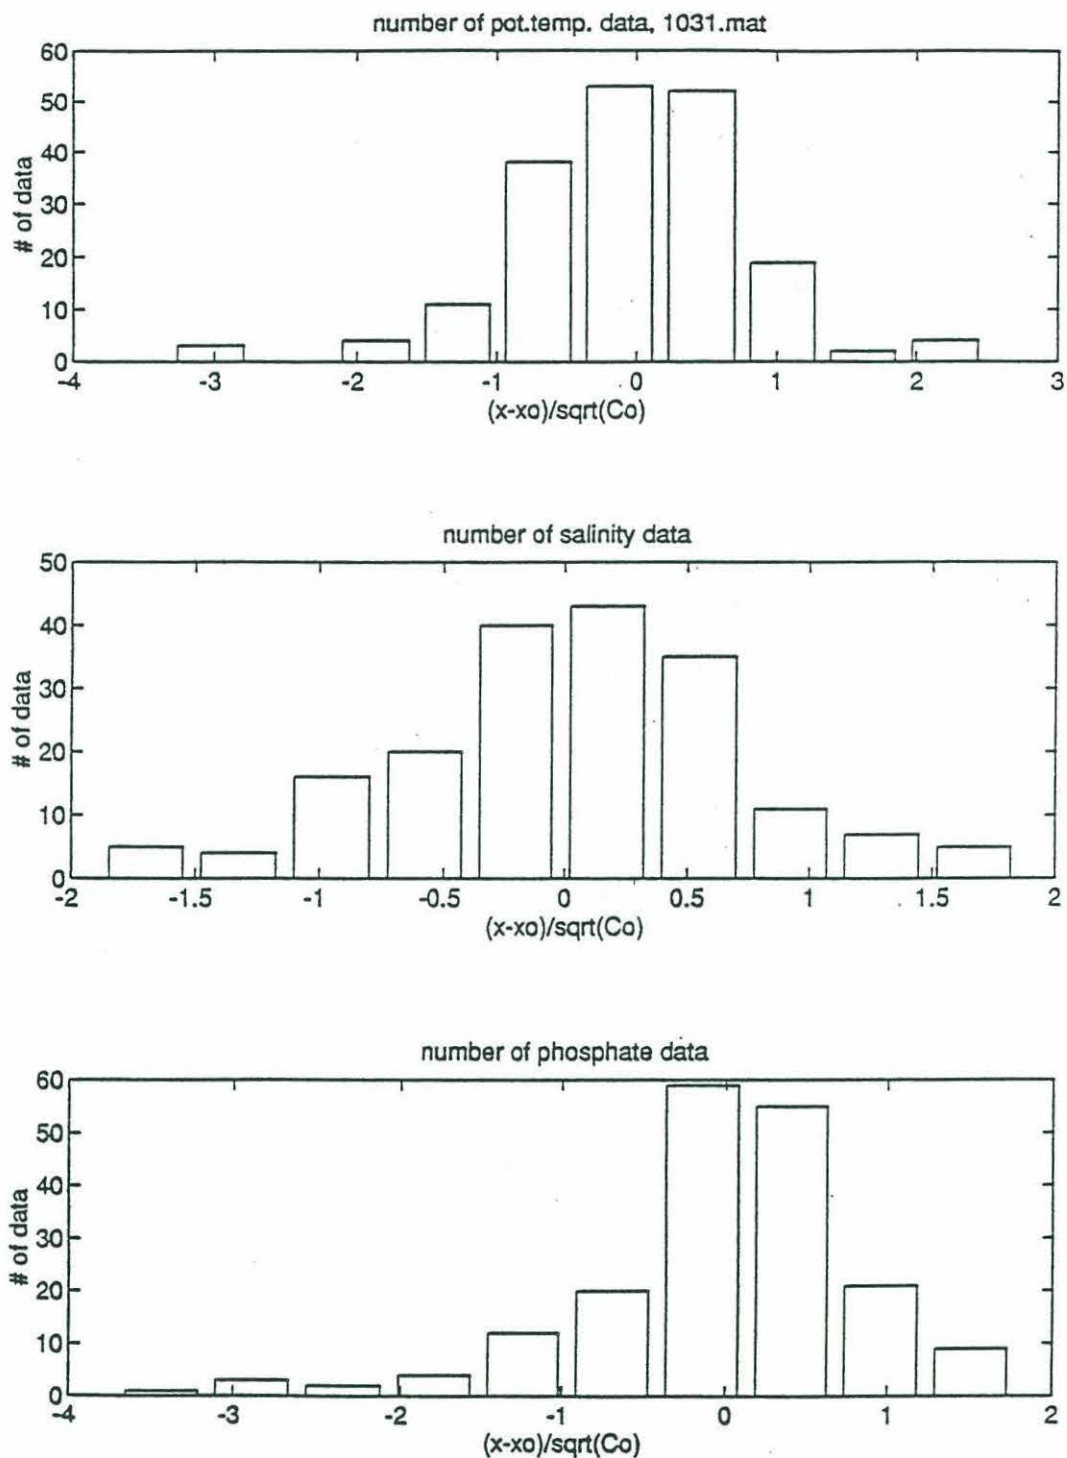 number of pot.temp. data, 1031.mat
60
50
40
30
20
10
0
# of data
-4 -3 -2 -1 0 1 2 3
(x-xo)/sqrt(Co)
number of salinity data
50
40
30
20
10
0
# of data
-2 -1.5 -1 -0.5 0 0.5 1 1.5 2
(x-xo)/sqrt(Co)
number of phosphate data
60
50
40
30
20
10
0
# of data
-4 -3 -2 -1 0 1 2
(x-xo)/sqrt(Co)